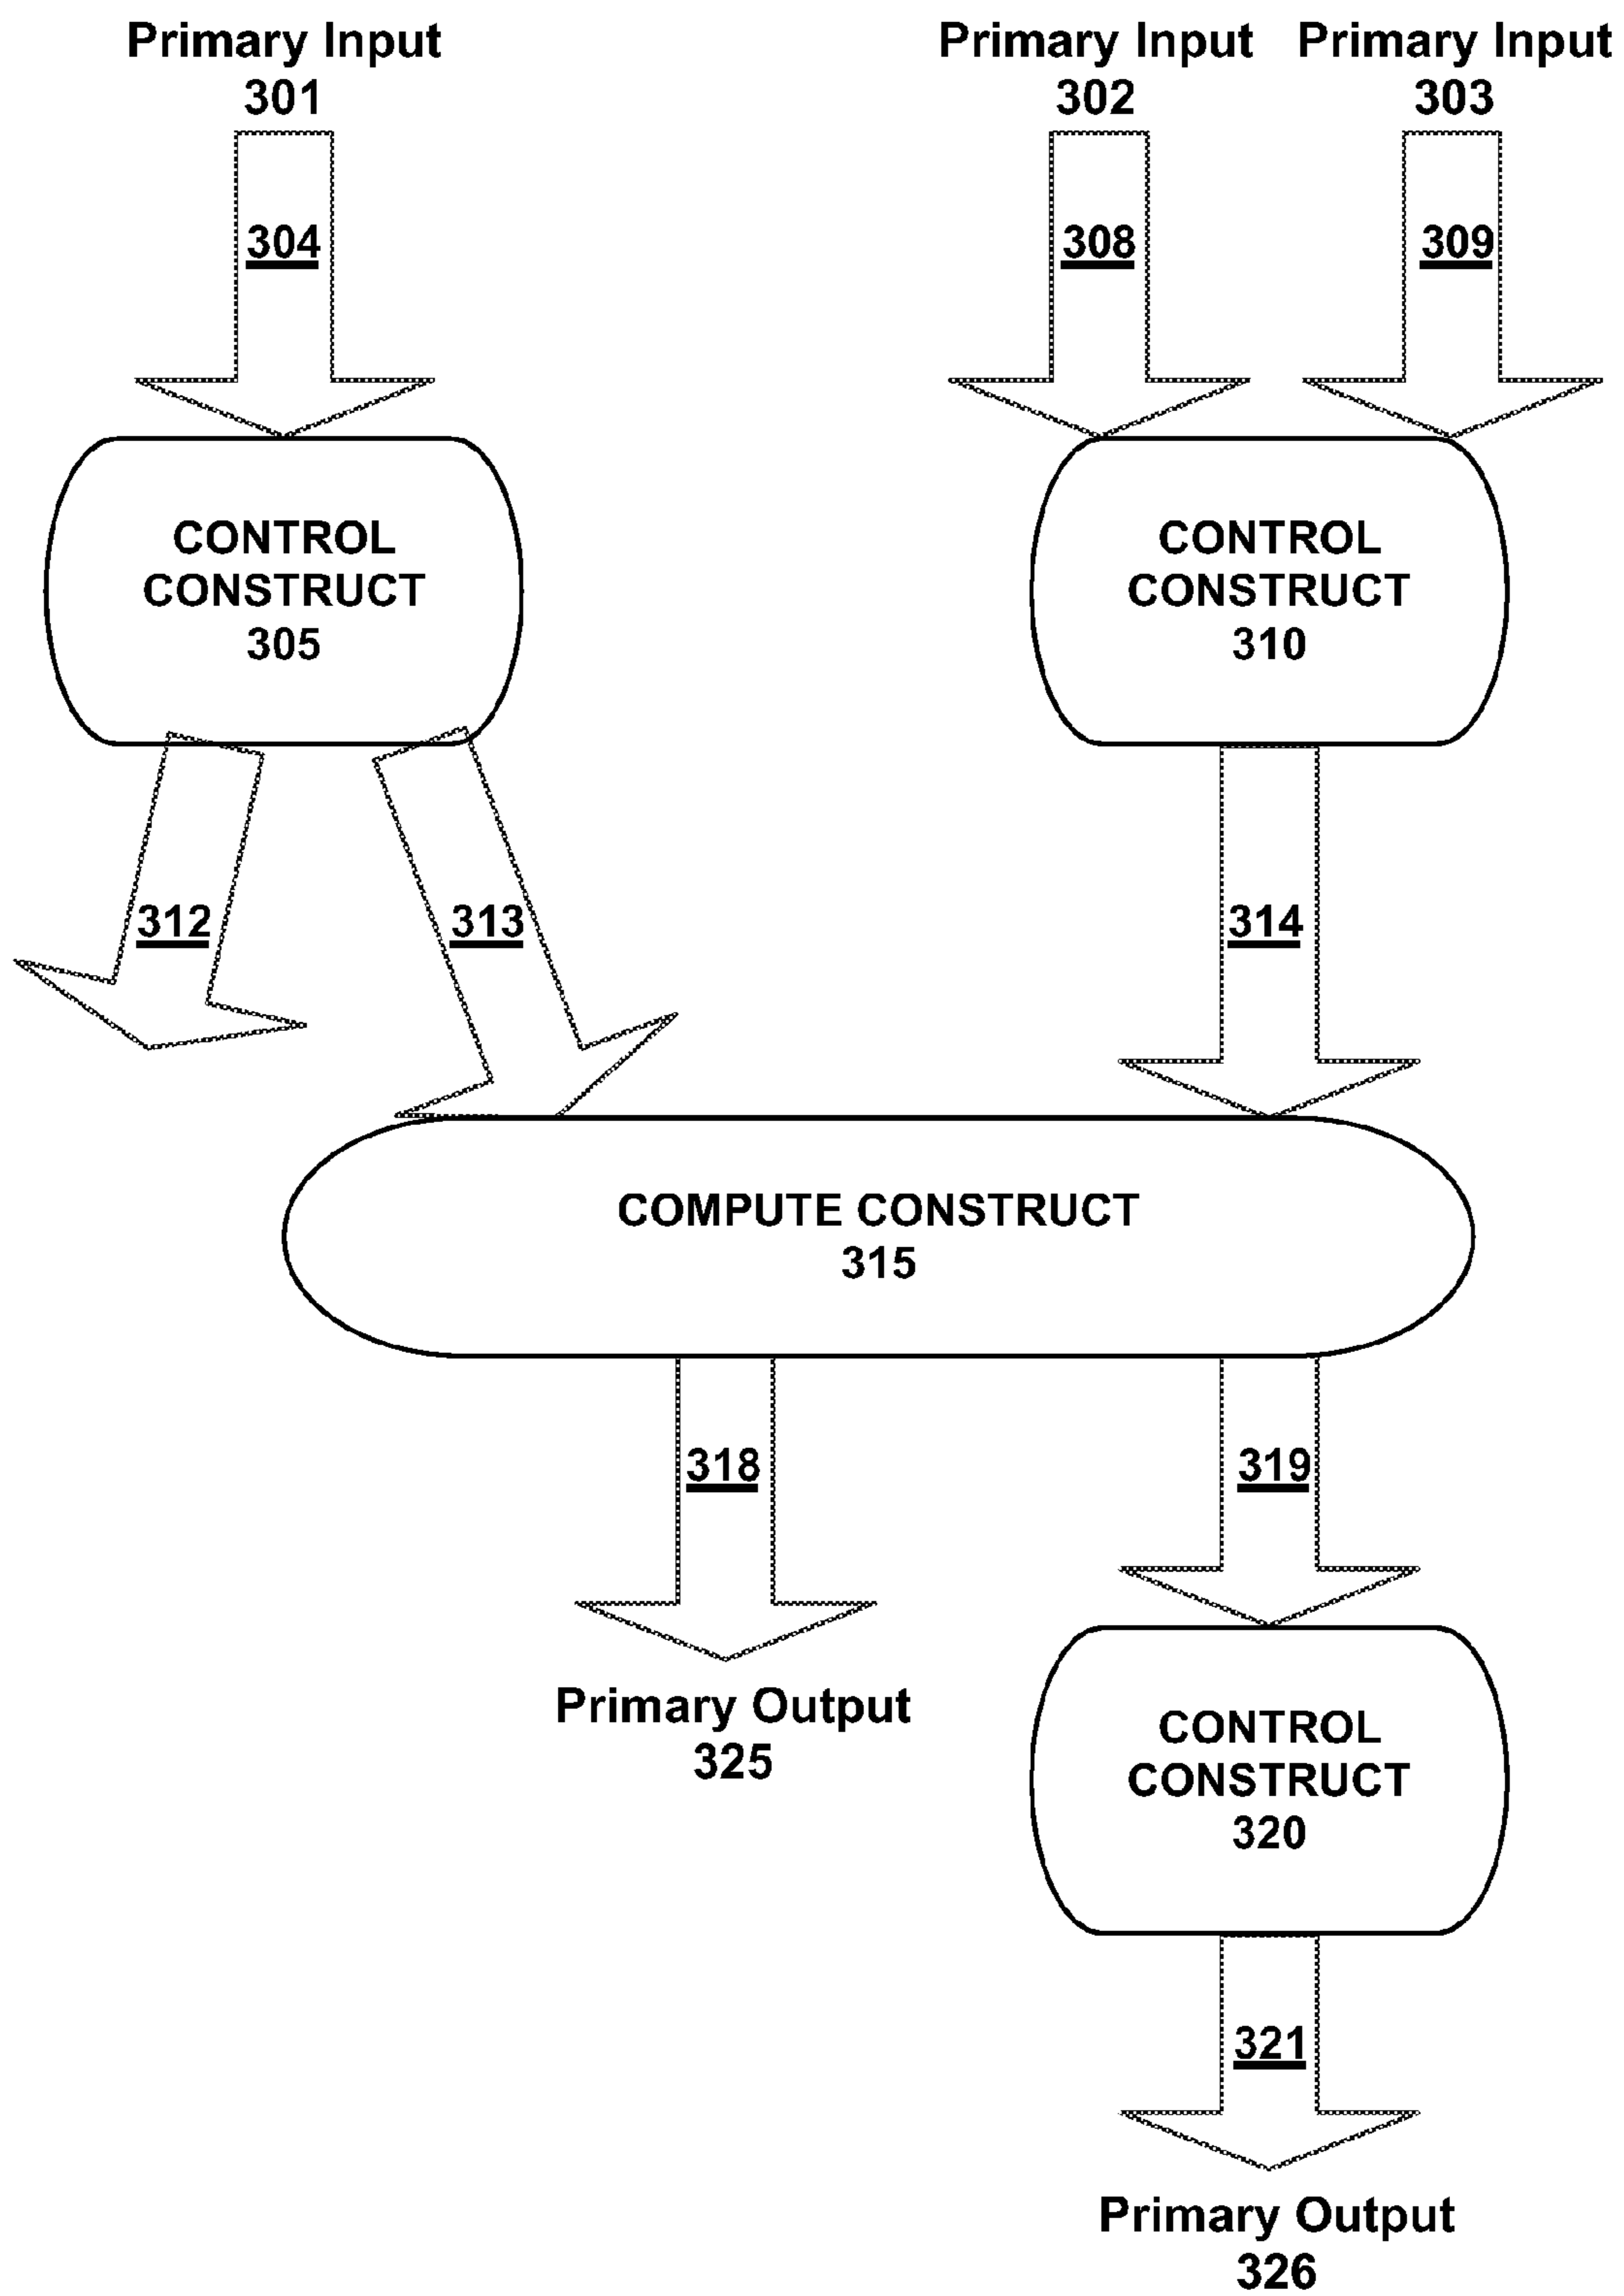 Primary Input
301
Primary Input
302
Primary Input
303
304
308
309
CONTROL
CONSTRUCT
305
CONTROL
CONSTRUCT
310
312
313
314
COMPUTE CONSTRUCT
315
318
319
Primary Output
325
CONTROL
CONSTRUCT
320
321
Primary Output
326